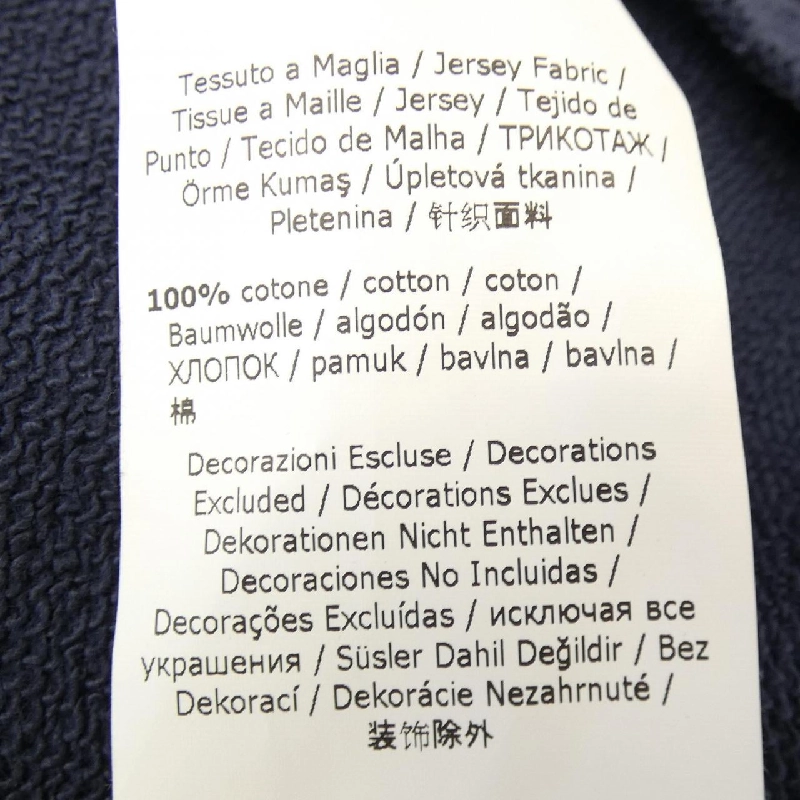 Tessuto a Maglia / Jersey Fabric /
Tissue a Maille / Jersey / Tejido de
Punto / Tecido de Malha / ТРИКОТАЖ /
Örme Kumaş / Úpletová tkanina /
Pletenina / 针织面料
100% cotone / cotton / coton /
Baumwolle / algodón / algodão /
ХЛОПОК / pamuk / bavlna / bavlna /
棉
Decorazioni Escluse / Decorations
Excluded / Décorations Exclues /
Dekorationen Nicht Enthalten /
Decoraciones No Incluidas /
Decorações Excluídas / исключая все
украшения / Süsler Dahil Değildir / Bez
Dekorací / Dekorácie Nezahrnuté /
装饰除外